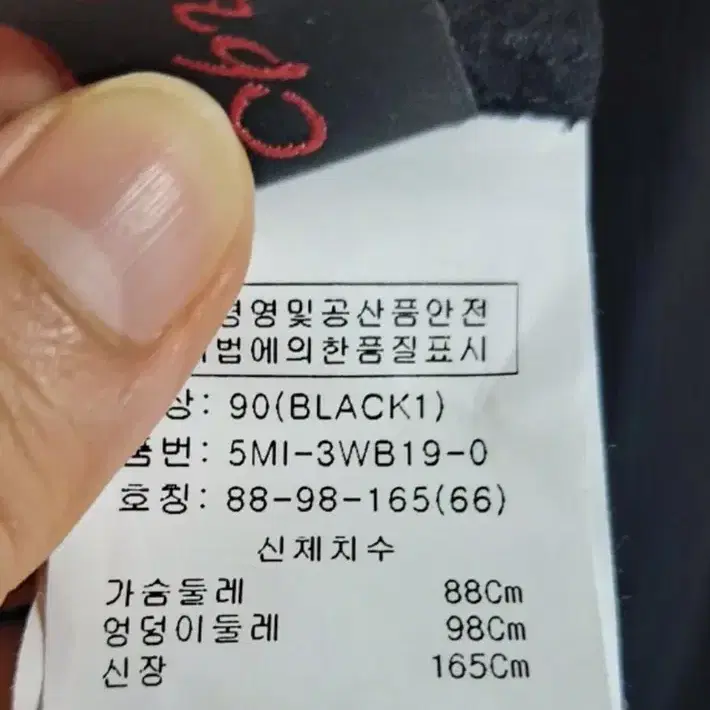 영및공산품안전
법에의한품질표시
상: 90(BLACK1)
품번: 5MI-3WB19-0
호칭: 88-98-165(66)
신체치수
가슴둘레 88Cm
엉덩이둘레 98Cm
신장 165Cm